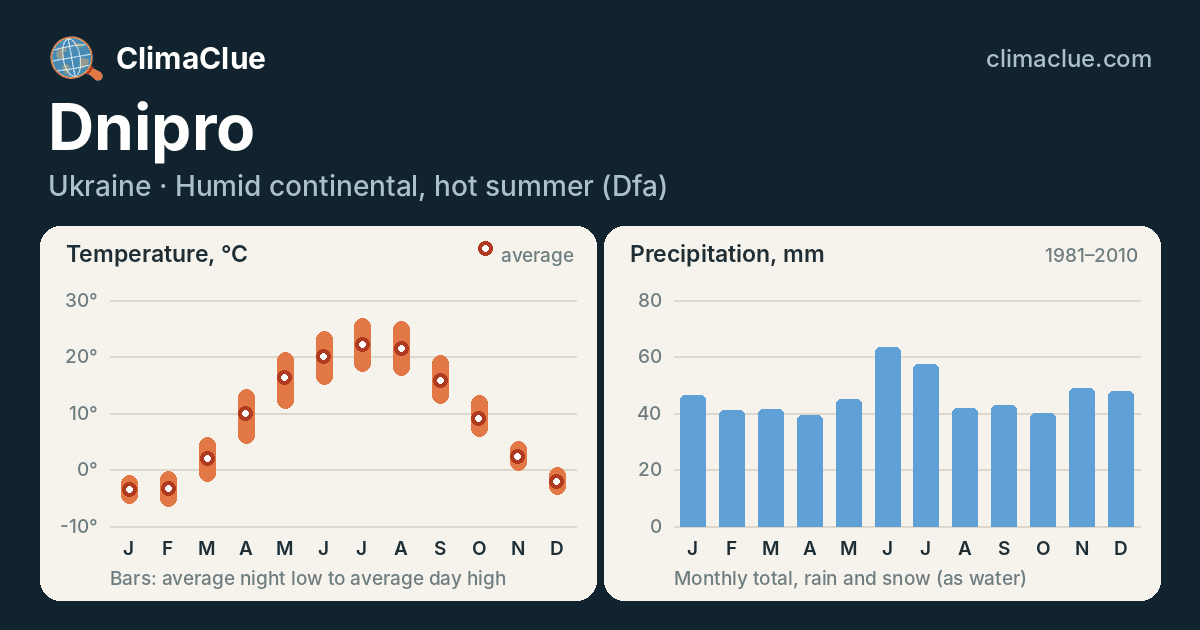 ClimaClue
climaclue.com
Dnipro
Ukraine · Humid continental, hot summer (Dfa)
Temperature, °C
average
30°
20°
10°
0°
-10°
J F M A M J J A S O N D
Bars: average night low to average day high
Precipitation, mm
1981–2010
80
60
40
20
0
J F M A M J J A S O N D
Monthly total, rain and snow (as water)